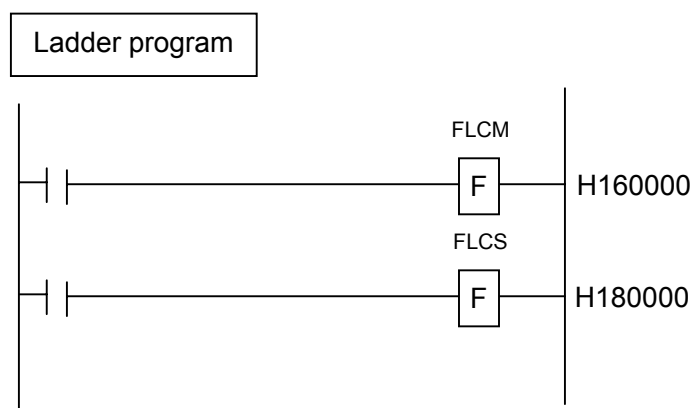 Ladder program
FLCM
F
H160000
FLCS
F
H180000